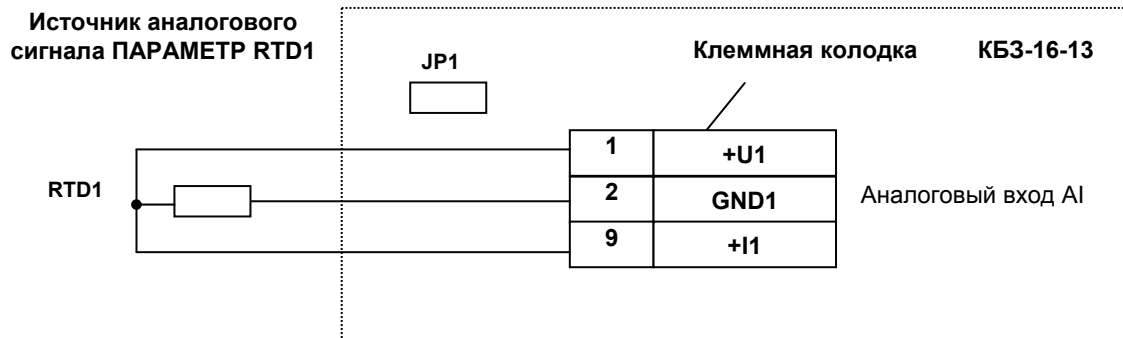 Источник аналогового
сигнала ПАРАМЕТР RTD1
JP1
Клеммная колодка
КБЗ-16-13
1
+U1
RTD1
2
GND1
Аналоговый вход AI
9
+I1